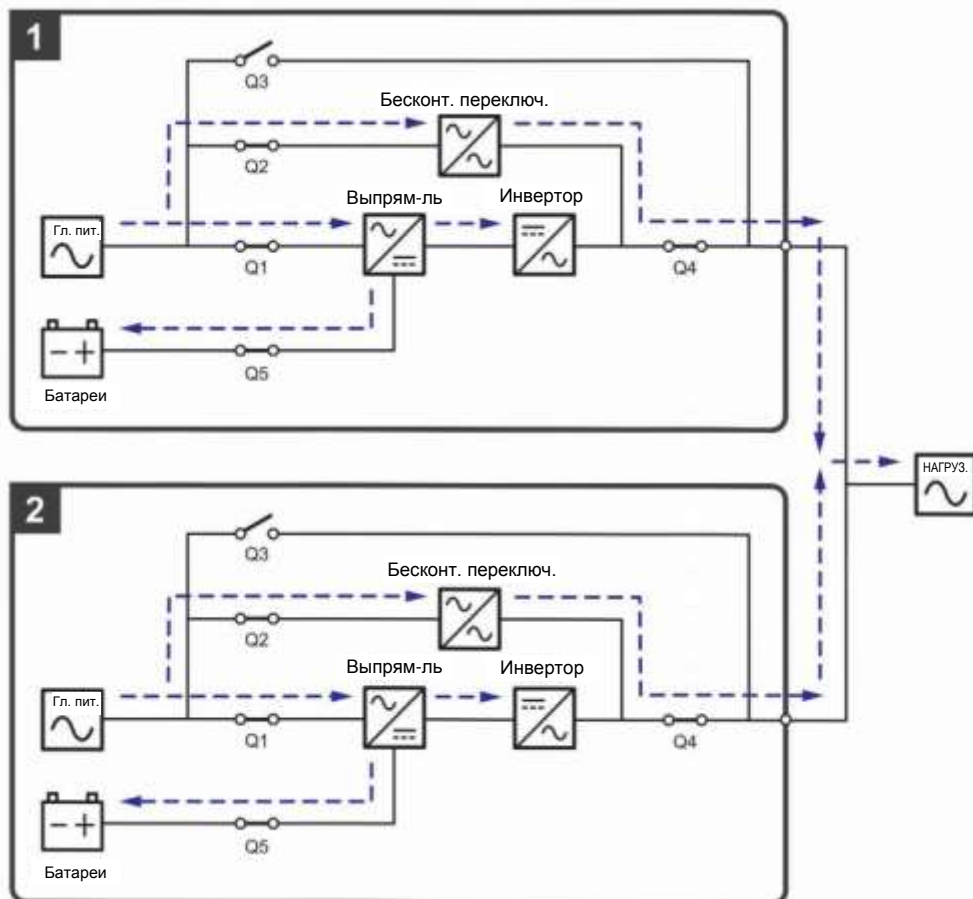 1
Q3
Бесконт. переключ.
Q2
Выпрям-ль
Инвертор
Гл. пит.
Q1
Q4
Q5
Батареи
НАГРУЗ.
2
Q3
Бесконт. переключ.
Q2
Выпрям-ль
Инвертор
Гл. пит.
Q1
Q4
Q5
Батареи